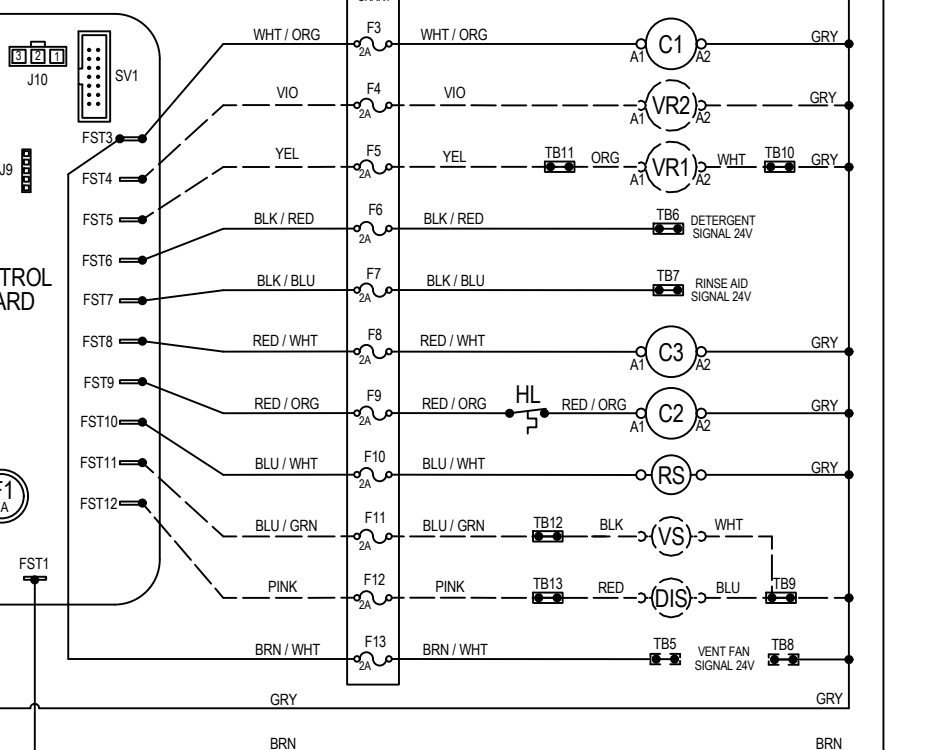 WHT / ORG F3 WHT / ORG C1 GRY
2A A1 A2
3 2 1
J10 SV1
VIO F4 VIO VR2 GRY
2A A1 A2
FST3
YEL F5 YEL TB11 ORG VR1 WHT TB10 GRY
2A A1 A2
J9 FST4
BLK / RED F6 BLK / RED TB6 DETERGENT
2A SIGNAL 24V
FST5
FST6
TROL BLK / BLU F7 BLK / BLU TB7 RINSE AID
ARD FST7 2A SIGNAL 24V
FST8 RED / WHT F8 RED / WHT C3 GRY
2A A1 A2
FST9 RED / ORG F9 RED / ORG HL RED / ORG C2 GRY
2A A1 A2
FST10
FST11 BLU / WHT F10 BLU / WHT RS GRY
2A
F1
A
FST12
BLU / GRN F11 BLU / GRN TB12 BLK VS WHT
2A
FST1
PINK F12 PINK TB13 RED DIS BLU TB9
2A
BRN / WHT F13 BRN / WHT TB5 VENT FAN TB8
2A SIGNAL 24V
GRY GRY
BRN BRN